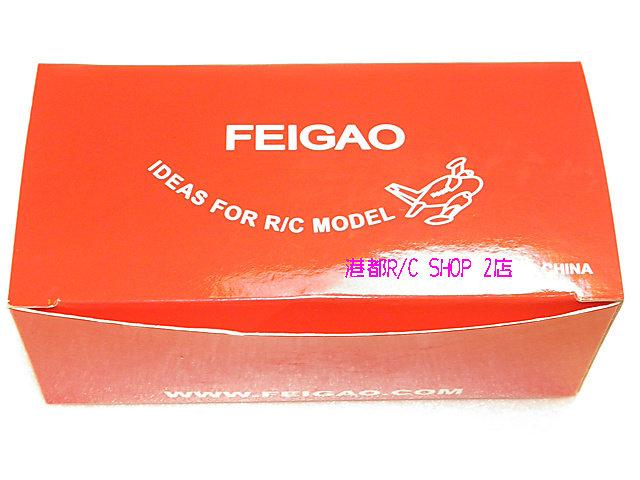 FEIGAO
IDEAS FOR R/C MODEL
港都R/C SHOP 2店
CHINA
WWW.FEIGAO.COM